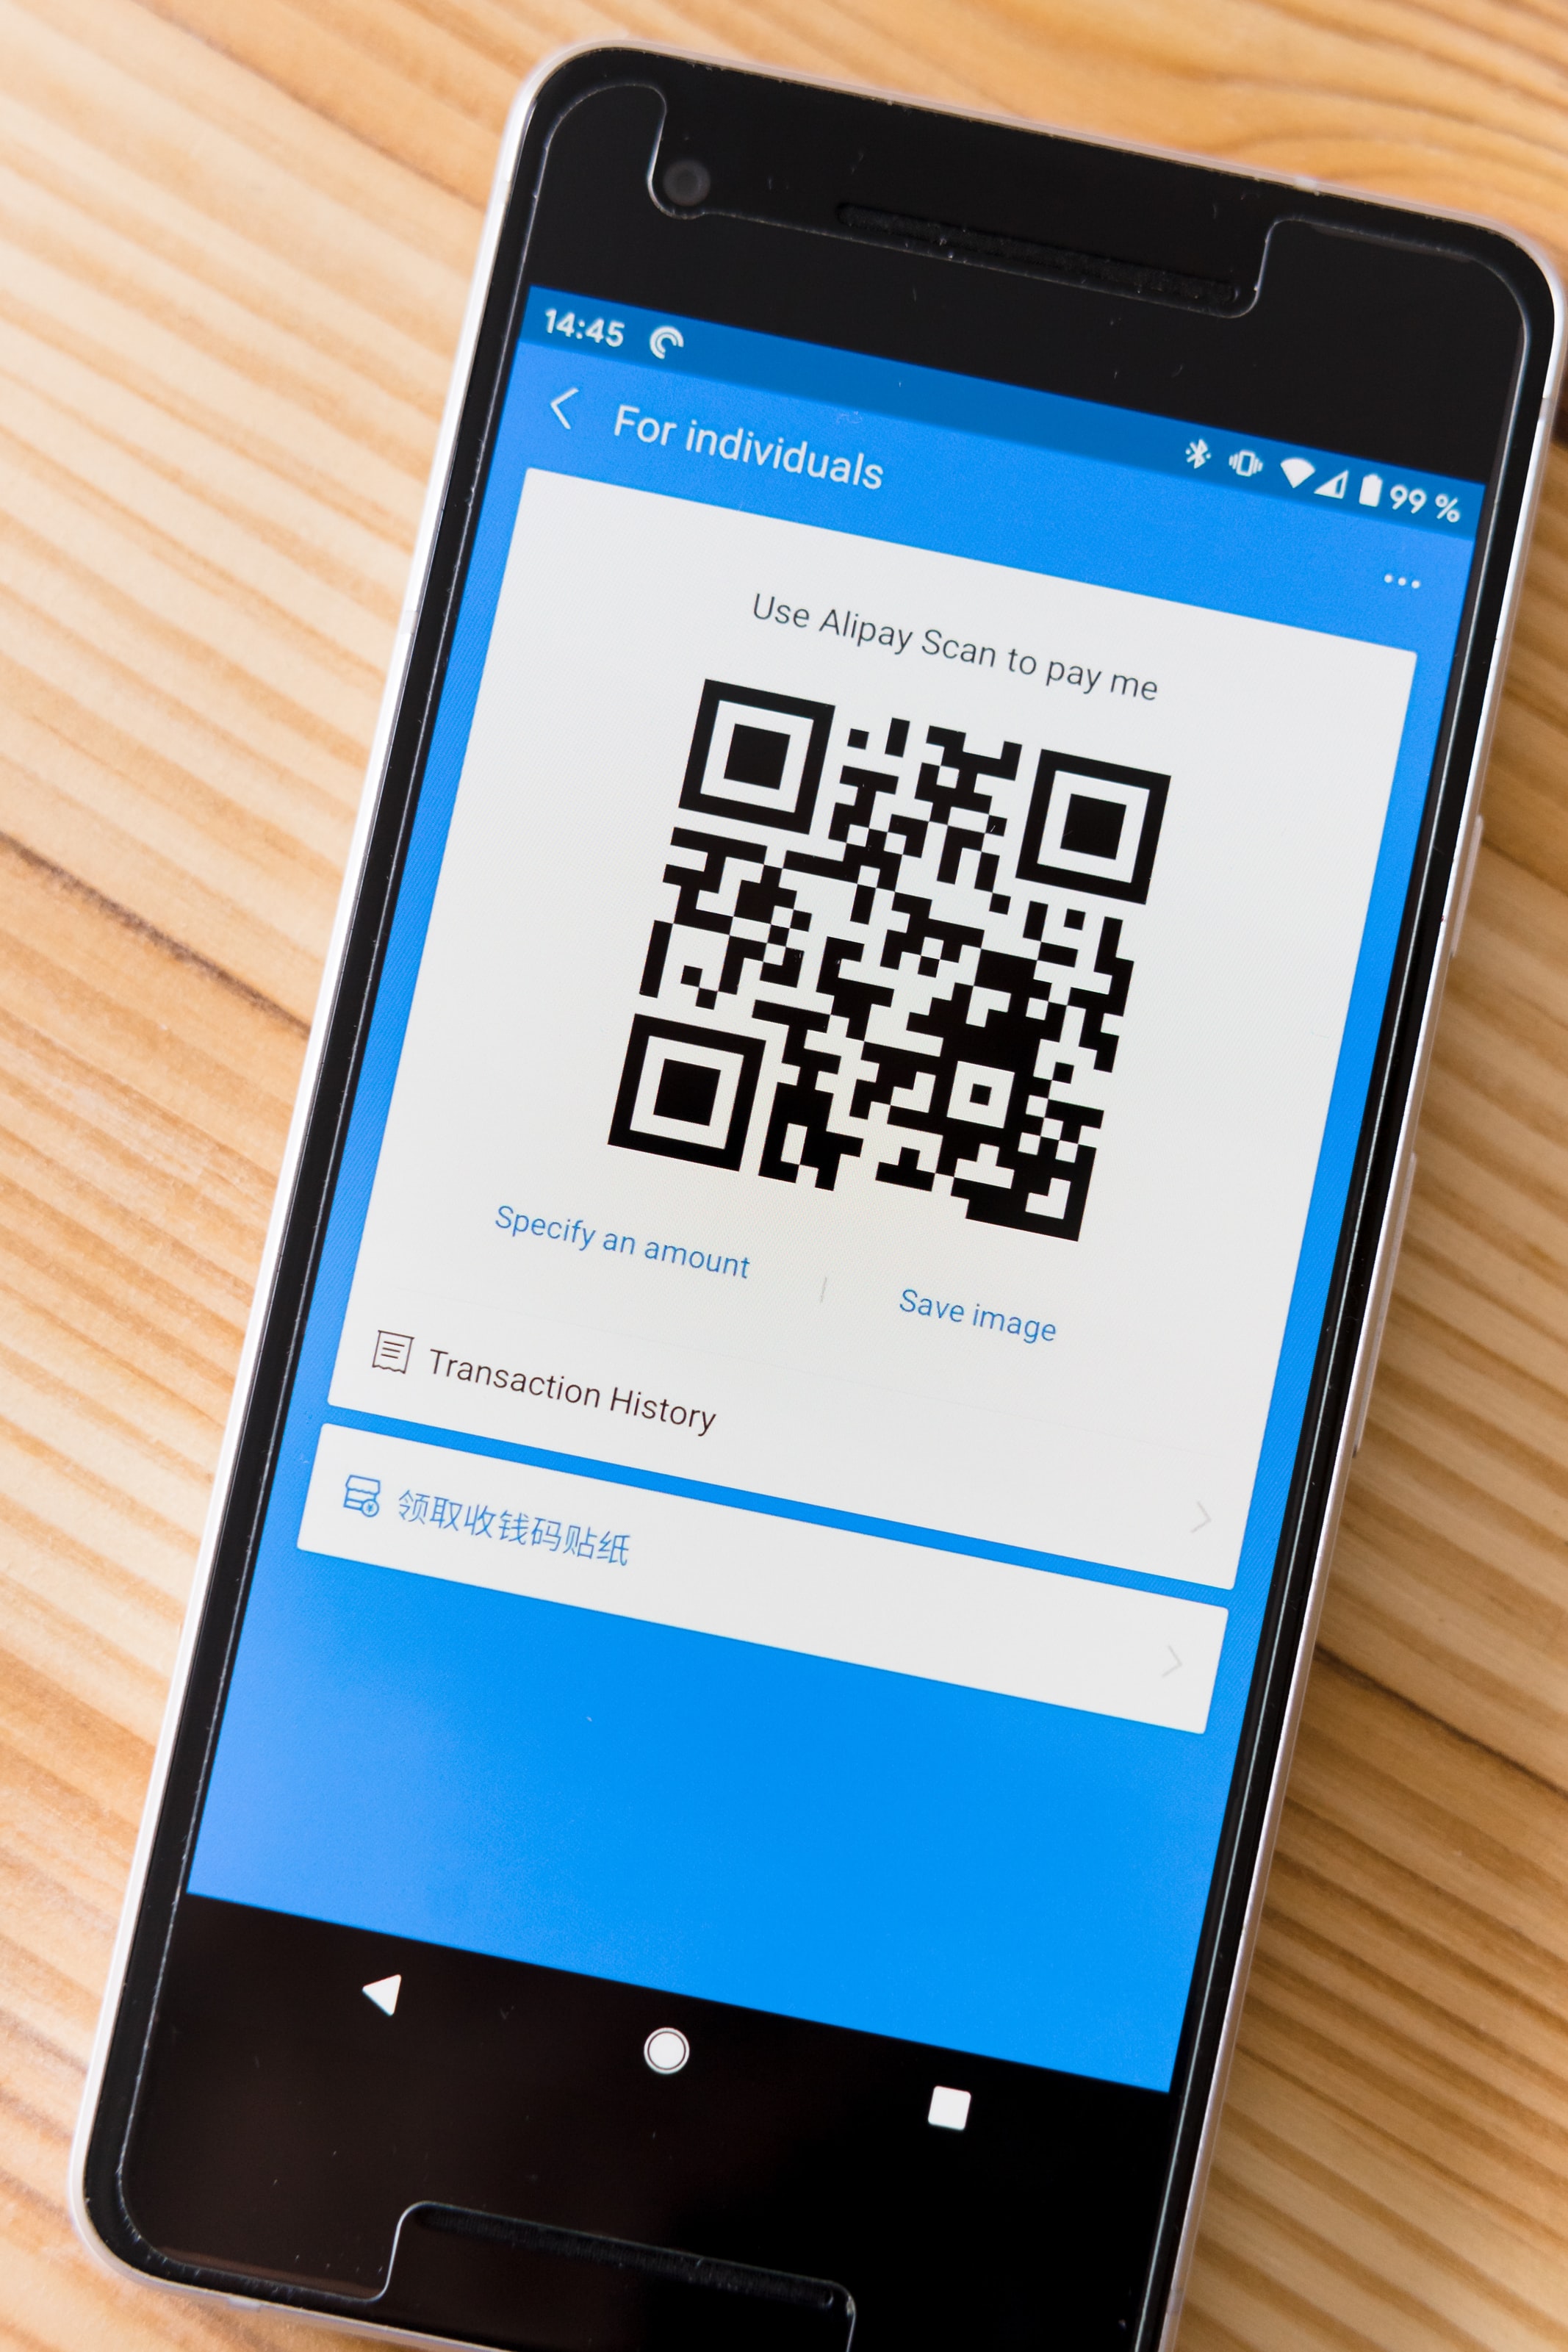 14:45
99 %
For individuals
Use Alipay Scan to pay me
Specify an amount
Save image
Transaction History
领取收钱码贴纸